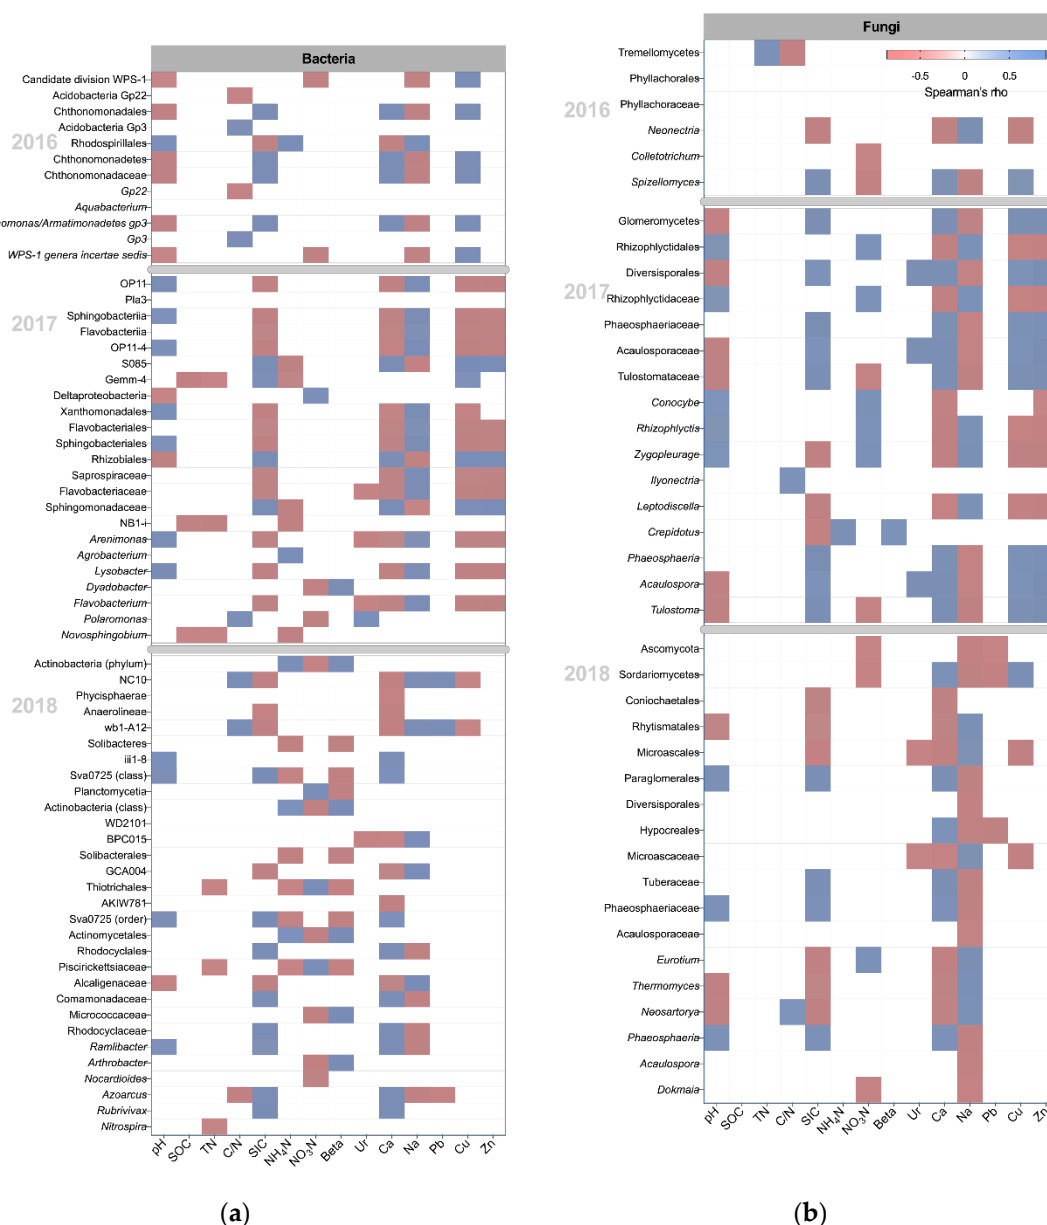 Bacteria
Candidate division WPS-1
Acidobacteria Gp22
Chthonomonadales
Acidobacteria Gp3
2016
Rhodospirillales
Chthonomonadetes
Chthonomonadaceae
Gp22
Aquabacterium
omonas/Armatimonadetes gp3
Gp3
WPS-1 genera incertae sedis
OP11
Pla3
Sphingobacteriia
2017
Flavobacteriia
OP11-4
S085
Gemm-4
Deltaproteobacteria
Xanthomonadales
Flavobacteriales
Sphingobacteriales
Rhizobiales
Saprospiraceae
Flavobacteriaceae
Sphingomonadaceae
NB1-i
Arenimonas
Agrobacterium
Lysobacter
Dyadobacter
Flavobacterium
Polaromonas
Novosphingobium
Actinobacteria (phylum)
NC10
Phycisphaerae
2018
Anaerolineae
wb1-A12
Solibacteres
iii1-8
Sva0725 (class)
Planctomycetia
Actinobacteria (class)
WD2101
BPC015
Solibacterales
GCA004
Thiotrichales
AKIW781
Sva0725 (order)
Actinomycetales
Rhodocyclales
Piscirickettsiaceae
Alcaligenaceae
Comamonadaceae
Micrococcaceae
Rhodocyclaceae
Ramlibacter
Arthrobacter
Nocardioides
Azoarcus
Rubrivivax
Nitrospira
pH SOC TN C/N SIC NH4N NO3N Beta Ur Ca Na Pb Cu Zn
(a)
Fungi
Tremellomycetes
-0.5 0 0.5
Spearman's rho
Phyllachorales
2016
Phyllachoraceae
Neonectria
Colletotrichum
Spizellomyces
Glomeromycetes
Rhizophlyctidales
Diversisporales
2017
Rhizophlyctidaceae
Phaeosphaeriaceae
Acaulosporaceae
Tulostomataceae
Conocybe
Rhizophlyctis
Zygopleurage
Ilyonectria
Leptodiscella
Crepidotus
Phaeosphaeria
Acaulospora
Tulostoma
Ascomycota
2018
Sordariomycetes
Coniochaetales
Rhytismatales
Microascales
Paraglomerales
Diversisporales
Hypocreales
Microascaceae
Tuberaceae
Phaeosphaeriaceae
Acaulosporaceae
Eurotium
Thermomyces
Neosartorya
Phaeosphaeria
Acaulospora
Dokmaia
pH SOC TN C/N SIC NH4N NO3N Beta Ur Ca Na Pb Cu Zn
(b)